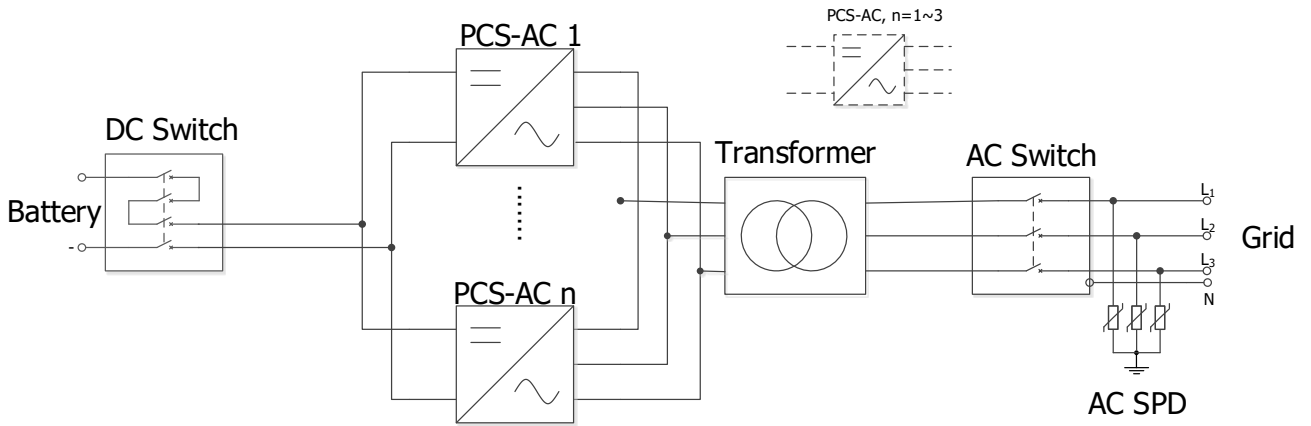 PCS-AC, n=1~3
PCS-AC 1
DC Switch
Transformer
AC Switch
Battery
-
L1
L2
L3
N
Grid
PCS-AC n
AC SPD